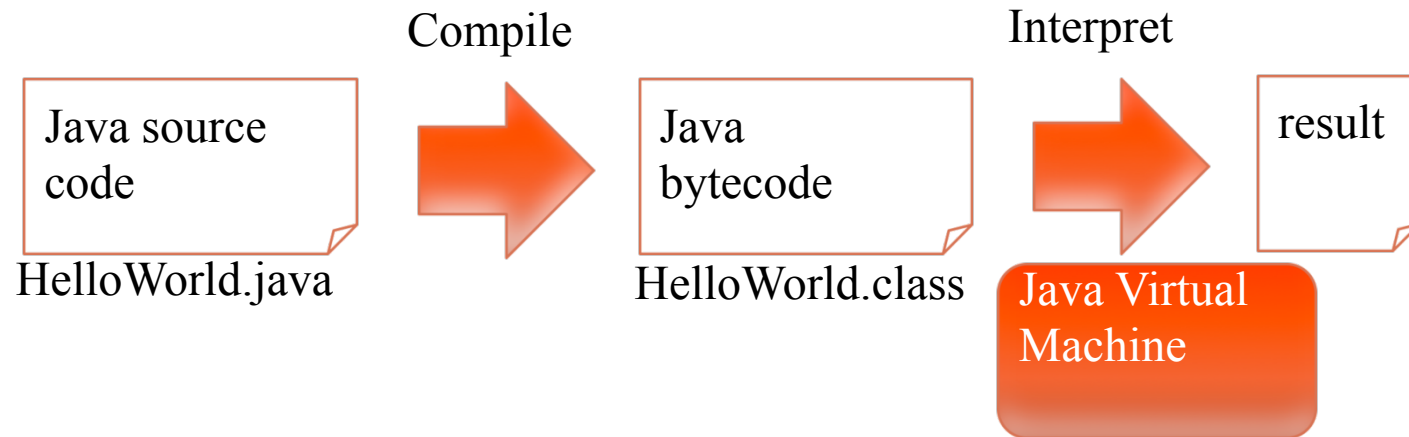 Compile
Interpret
Java source
code
Java
bytecode
result
HelloWorld.java
HelloWorld.class
Java Virtual
Machine